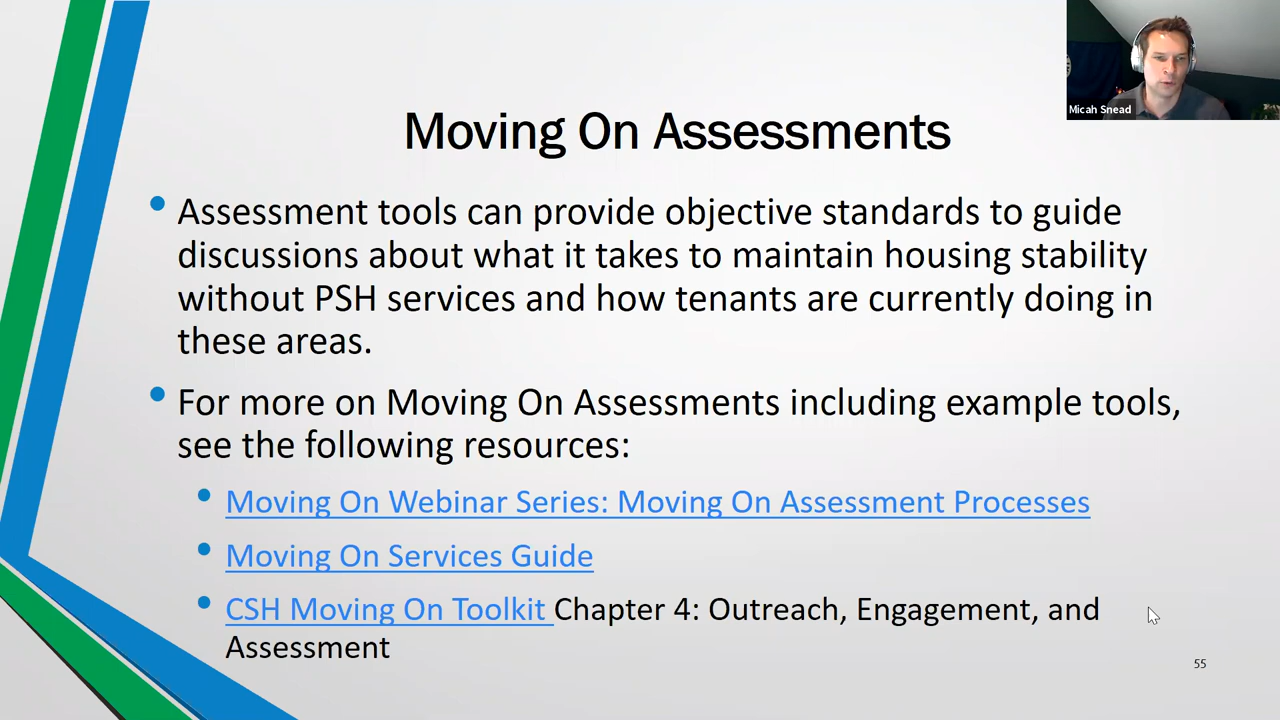 Micah Snead
Moving On Assessments
Assessment tools can provide objective standards to guide
discussions about what it takes to maintain housing stability
without PSH services and how tenants are currently doing in
these areas.
For more on Moving On Assessments including example tools,
see the following resources:
Moving On Webinar Series: Moving On Assessment Processes
Moving On Services Guide
CSH Moving On Toolkit Chapter 4: Outreach, Engagement, and
Assessment
55